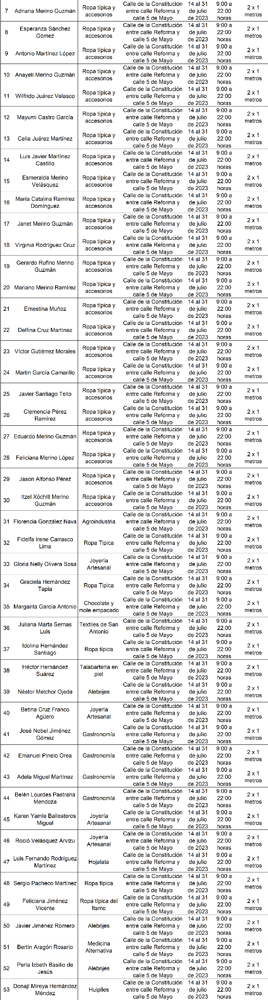 7 Adriana Merino Guzmán Ropa típica y accesorios Calle de la Constitución entre calle Reforma y calle 5 de Mayo 14 al 31 de julio de 2023 9:00 a 22:00 horas 2 x 1 metros
8 Esperanza Sánchez Gómez Ropa típica y accesorios Calle de la Constitución entre calle Reforma y calle 5 de Mayo 14 al 31 de julio de 2023 9:00 a 22:00 horas 2 x 1 metros
9 Antonio Martínez López Ropa típica y accesorios Calle de la Constitución entre calle Reforma y calle 5 de Mayo 14 al 31 de julio de 2023 9:00 a 22:00 horas 2 x 1 metros
10 Anayeli Merino Guzmán Ropa típica y accesorios Calle de la Constitución entre calle Reforma y calle 5 de Mayo 14 al 31 de julio de 2023 9:00 a 22:00 horas 2 x 1 metros
11 Wilfrido Juárez Velasco Ropa típica y accesorios Calle de la Constitución entre calle Reforma y calle 5 de Mayo 14 al 31 de julio de 2023 9:00 a 22:00 horas 2 x 1 metros
12 Mayumi Castro García Ropa típica y accesorios Calle de la Constitución entre calle Reforma y calle 5 de Mayo 14 al 31 de julio de 2023 9:00 a 22:00 horas 2 x 1 metros
13 Celia Juárez Martínez Ropa típica y accesorios Calle de la Constitución entre calle Reforma y calle 5 de Mayo 14 al 31 de julio de 2023 9:00 a 22:00 horas 2 x 1 metros
14 Luis Javier Martínez Castillo Ropa típica y accesorios Calle de la Constitución entre calle Reforma y calle 5 de Mayo 14 al 31 de julio de 2023 9:00 a 22:00 horas 2 x 1 metros
15 Esmeralda Merino Velásquez Ropa típica y accesorios Calle de la Constitución entre calle Reforma y calle 5 de Mayo 14 al 31 de julio de 2023 9:00 a 22:00 horas 2 x 1 metros
16 María Catalina Ramírez Domínguez Ropa típica y accesorios Calle de la Constitución entre calle Reforma y calle 5 de Mayo 14 al 31 de julio de 2023 9:00 a 22:00 horas 2 x 1 metros
17 Janet Merino Guzmán Ropa típica y accesorios Calle de la Constitución entre calle Reforma y calle 5 de Mayo 14 al 31 de julio de 2023 9:00 a 22:00 horas 2 x 1 metros
18 Virginia Rodríguez Cruz Ropa típica y accesorios Calle de la Constitución entre calle Reforma y calle 5 de Mayo 14 al 31 de julio de 2023 9:00 a 22:00 horas 2 x 1 metros
19 Gerardo Rufino Merino Guzmán Ropa típica y accesorios Calle de la Constitución entre calle Reforma y calle 5 de Mayo 14 al 31 de julio de 2023 9:00 a 22:00 horas 2 x 1 metros
20 Mariano Merino Ramírez Ropa típica y accesorios Calle de la Constitución entre calle Reforma y calle 5 de Mayo 14 al 31 de julio de 2023 9:00 a 22:00 horas 2 x 1 metros
21 Ernestina Muñoz Ropa típica y accesorios Calle de la Constitución entre calle Reforma y calle 5 de Mayo 14 al 31 de julio de 2023 9:00 a 22:00 horas 2 x 1 metros
22 Delfina Cruz Martínez Ropa típica y accesorios Calle de la Constitución entre calle Reforma y calle 5 de Mayo 14 al 31 de julio de 2023 9:00 a 22:00 horas 2 x 1 metros
23 Víctor Gutiérrez Morales Ropa típica y accesorios Calle de la Constitución entre calle Reforma y calle 5 de Mayo 14 al 31 de julio de 2023 9:00 a 22:00 horas 2 x 1 metros
24 Martin García Camarillo Ropa típica y accesorios Calle de la Constitución entre calle Reforma y calle 5 de Mayo 14 al 31 de julio de 2023 9:00 a 22:00 horas 2 x 1 metros
25 Javier Santiago Tello Ropa típica y accesorios Calle de la Constitución entre calle Reforma y calle 5 de Mayo 14 al 31 de julio de 2023 9:00 a 22:00 horas 2 x 1 metros
26 Clemencia Pérez Ramírez Ropa típica y accesorios Calle de la Constitución entre calle Reforma y calle 5 de Mayo 14 al 31 de julio de 2023 9:00 a 22:00 horas 2 x 1 metros
27 Eduardo Merino Guzmán Ropa típica y accesorios Calle de la Constitución entre calle Reforma y calle 5 de Mayo 14 al 31 de julio de 2023 9:00 a 22:00 horas 2 x 1 metros
28 Feliciana Merino López Ropa típica y accesorios Calle de la Constitución entre calle Reforma y calle 5 de Mayo 14 al 31 de julio de 2023 9:00 a 22:00 horas 2 x 1 metros
29 Jason Alfonso Pérez Ropa típica y accesorios Calle de la Constitución entre calle Reforma y calle 5 de Mayo 14 al 31 de julio de 2023 9:00 a 22:00 horas 2 x 1 metros
30 Itzel Xóchitl Merino Guzmán Ropa típica y accesorios Calle de la Constitución entre calle Reforma y calle 5 de Mayo 14 al 31 de julio de 2023 9:00 a 22:00 horas 2 x 1 metros
31 Florencia González Nava Agroindustria Calle de la Constitución entre calle Reforma y calle 5 de Mayo 14 al 31 de julio de 2023 9:00 a 22:00 horas 2 x 1 metros
32 Fidelfa Irene Carrasco Lima Ropa Tipica Calle de la Constitución entre calle Reforma y calle 5 de Mayo 14 al 31 de julio de 2023 9:00 a 22:00 horas 2 x 1 metros
33 Gloria Nelly Olivera Sosa Joyería Artesanal Calle de la Constitución entre calle Reforma y calle 5 de Mayo 14 al 31 de julio de 2023 9:00 a 22:00 horas 2 x 1 metros
34 Graciela Hernández Tapia Ropa Tipica Calle de la Constitución entre calle Reforma y calle 5 de Mayo 14 al 31 de julio de 2023 9:00 a 22:00 horas 2 x 1 metros
35 Margarita García Antonio Chocolate y mole empacado Calle de la Constitución entre calle Reforma y calle 5 de Mayo 14 al 31 de julio de 2023 9:00 a 22:00 horas 2 x 1 metros
36 Juliana Marta Sernas Luis Textiles de San Antonio Calle de la Constitución entre calle Reforma y calle 5 de Mayo 14 al 31 de julio de 2023 9:00 a 22:00 horas 2 x 1 metros
37 Idolina Hernández Santiago Ropa típica Calle de la Constitución entre calle Reforma y calle 5 de Mayo 14 al 31 de julio de 2023 9:00 a 22:00 horas 2 x 1 metros
38 Héctor Hernández Suárez Talabartería en piel Calle de la Constitución entre calle Reforma y calle 5 de Mayo 14 al 31 de julio de 2023 9:00 a 22:00 horas 2 x 1 metros
39 Néstor Melchor Ojeda Alebrijes Calle de la Constitución entre calle Reforma y calle 5 de Mayo 14 al 31 de julio de 2023 9:00 a 22:00 horas 2 x 1 metros
40 Betina Cruz Franco Agüero Joyería Artesanal Calle de la Constitución entre calle Reforma y calle 5 de Mayo 14 al 31 de julio de 2023 9:00 a 22:00 horas 2 x 1 metros
41 José Nobel Jiménez Gómez Gastronomía Calle de la Constitución entre calle Reforma y calle 5 de Mayo 14 al 31 de julio de 2023 9:00 a 22:00 horas 2 x 1 metros
42 Emanuel Pinelo Orea Gastronomía Calle de la Constitución entre calle Reforma y calle 5 de Mayo 14 al 31 de julio de 2023 9:00 a 22:00 horas 2 x 1 metros
43 Adela Miguel Martínez Gastronomía Calle de la Constitución entre calle Reforma y calle 5 de Mayo 14 al 31 de julio de 2023 9:00 a 22:00 horas 2 x 1 metros
44 Belén Lourdes Pastrana Mendoza Gastronomía Calle de la Constitución entre calle Reforma y calle 5 de Mayo 14 al 31 de julio de 2023 9:00 a 22:00 horas 2 x 1 metros
45 Karen Yamle Ballesteros Miguel Joyería Artesanal Calle de la Constitución entre calle Reforma y calle 5 de Mayo 14 al 31 de julio de 2023 9:00 a 22:00 horas 2 x 1 metros
46 Roció Velásquez Arvizu Joyería Artesanal Calle de la Constitución entre calle Reforma y calle 5 de Mayo 14 al 31 de julio de 2023 9:00 a 22:00 horas 2 x 1 metros
47 Luis Fernando Rodríguez Martínez Hojalata Calle de la Constitución entre calle Reforma y calle 5 de Mayo 14 al 31 de julio de 2023 9:00 a 22:00 horas 2 x 1 metros
48 Sergio Pacheco Martínez Ropa típica Calle de la Constitución entre calle Reforma y calle 5 de Mayo 14 al 31 de julio de 2023 9:00 a 22:00 horas 2 x 1 metros
49 Feliciana Jiménez Vicente Ropa típica del Itsmo Calle de la Constitución entre calle Reforma y calle 5 de Mayo 14 al 31 de julio de 2023 9:00 a 22:00 horas 2 x 1 metros
50 Javier Jiménez Romero Alebrijes Calle de la Constitución entre calle Reforma y calle 5 de Mayo 14 al 31 de julio de 2023 9:00 a 22:00 horas 2 x 1 metros
51 Bertín Aragón Rosario Medicina Alternativa Calle de la Constitución entre calle Reforma y calle 5 de Mayo 14 al 31 de julio de 2023 9:00 a 22:00 horas 2 x 1 metros
52 Perla Izbeth Basilio de Jesús Alebrijes Calle de la Constitución entre calle Reforma y calle 5 de Mayo 14 al 31 de julio de 2023 9:00 a 22:00 horas 2 x 1 metros
53 Donají Mireya Hernández Méndez Huipiles Calle de la Constitución entre calle Reforma y calle 5 de Mayo 14 al 31 de julio de 2023 9:00 a 22:00 horas 2 x 1 metros